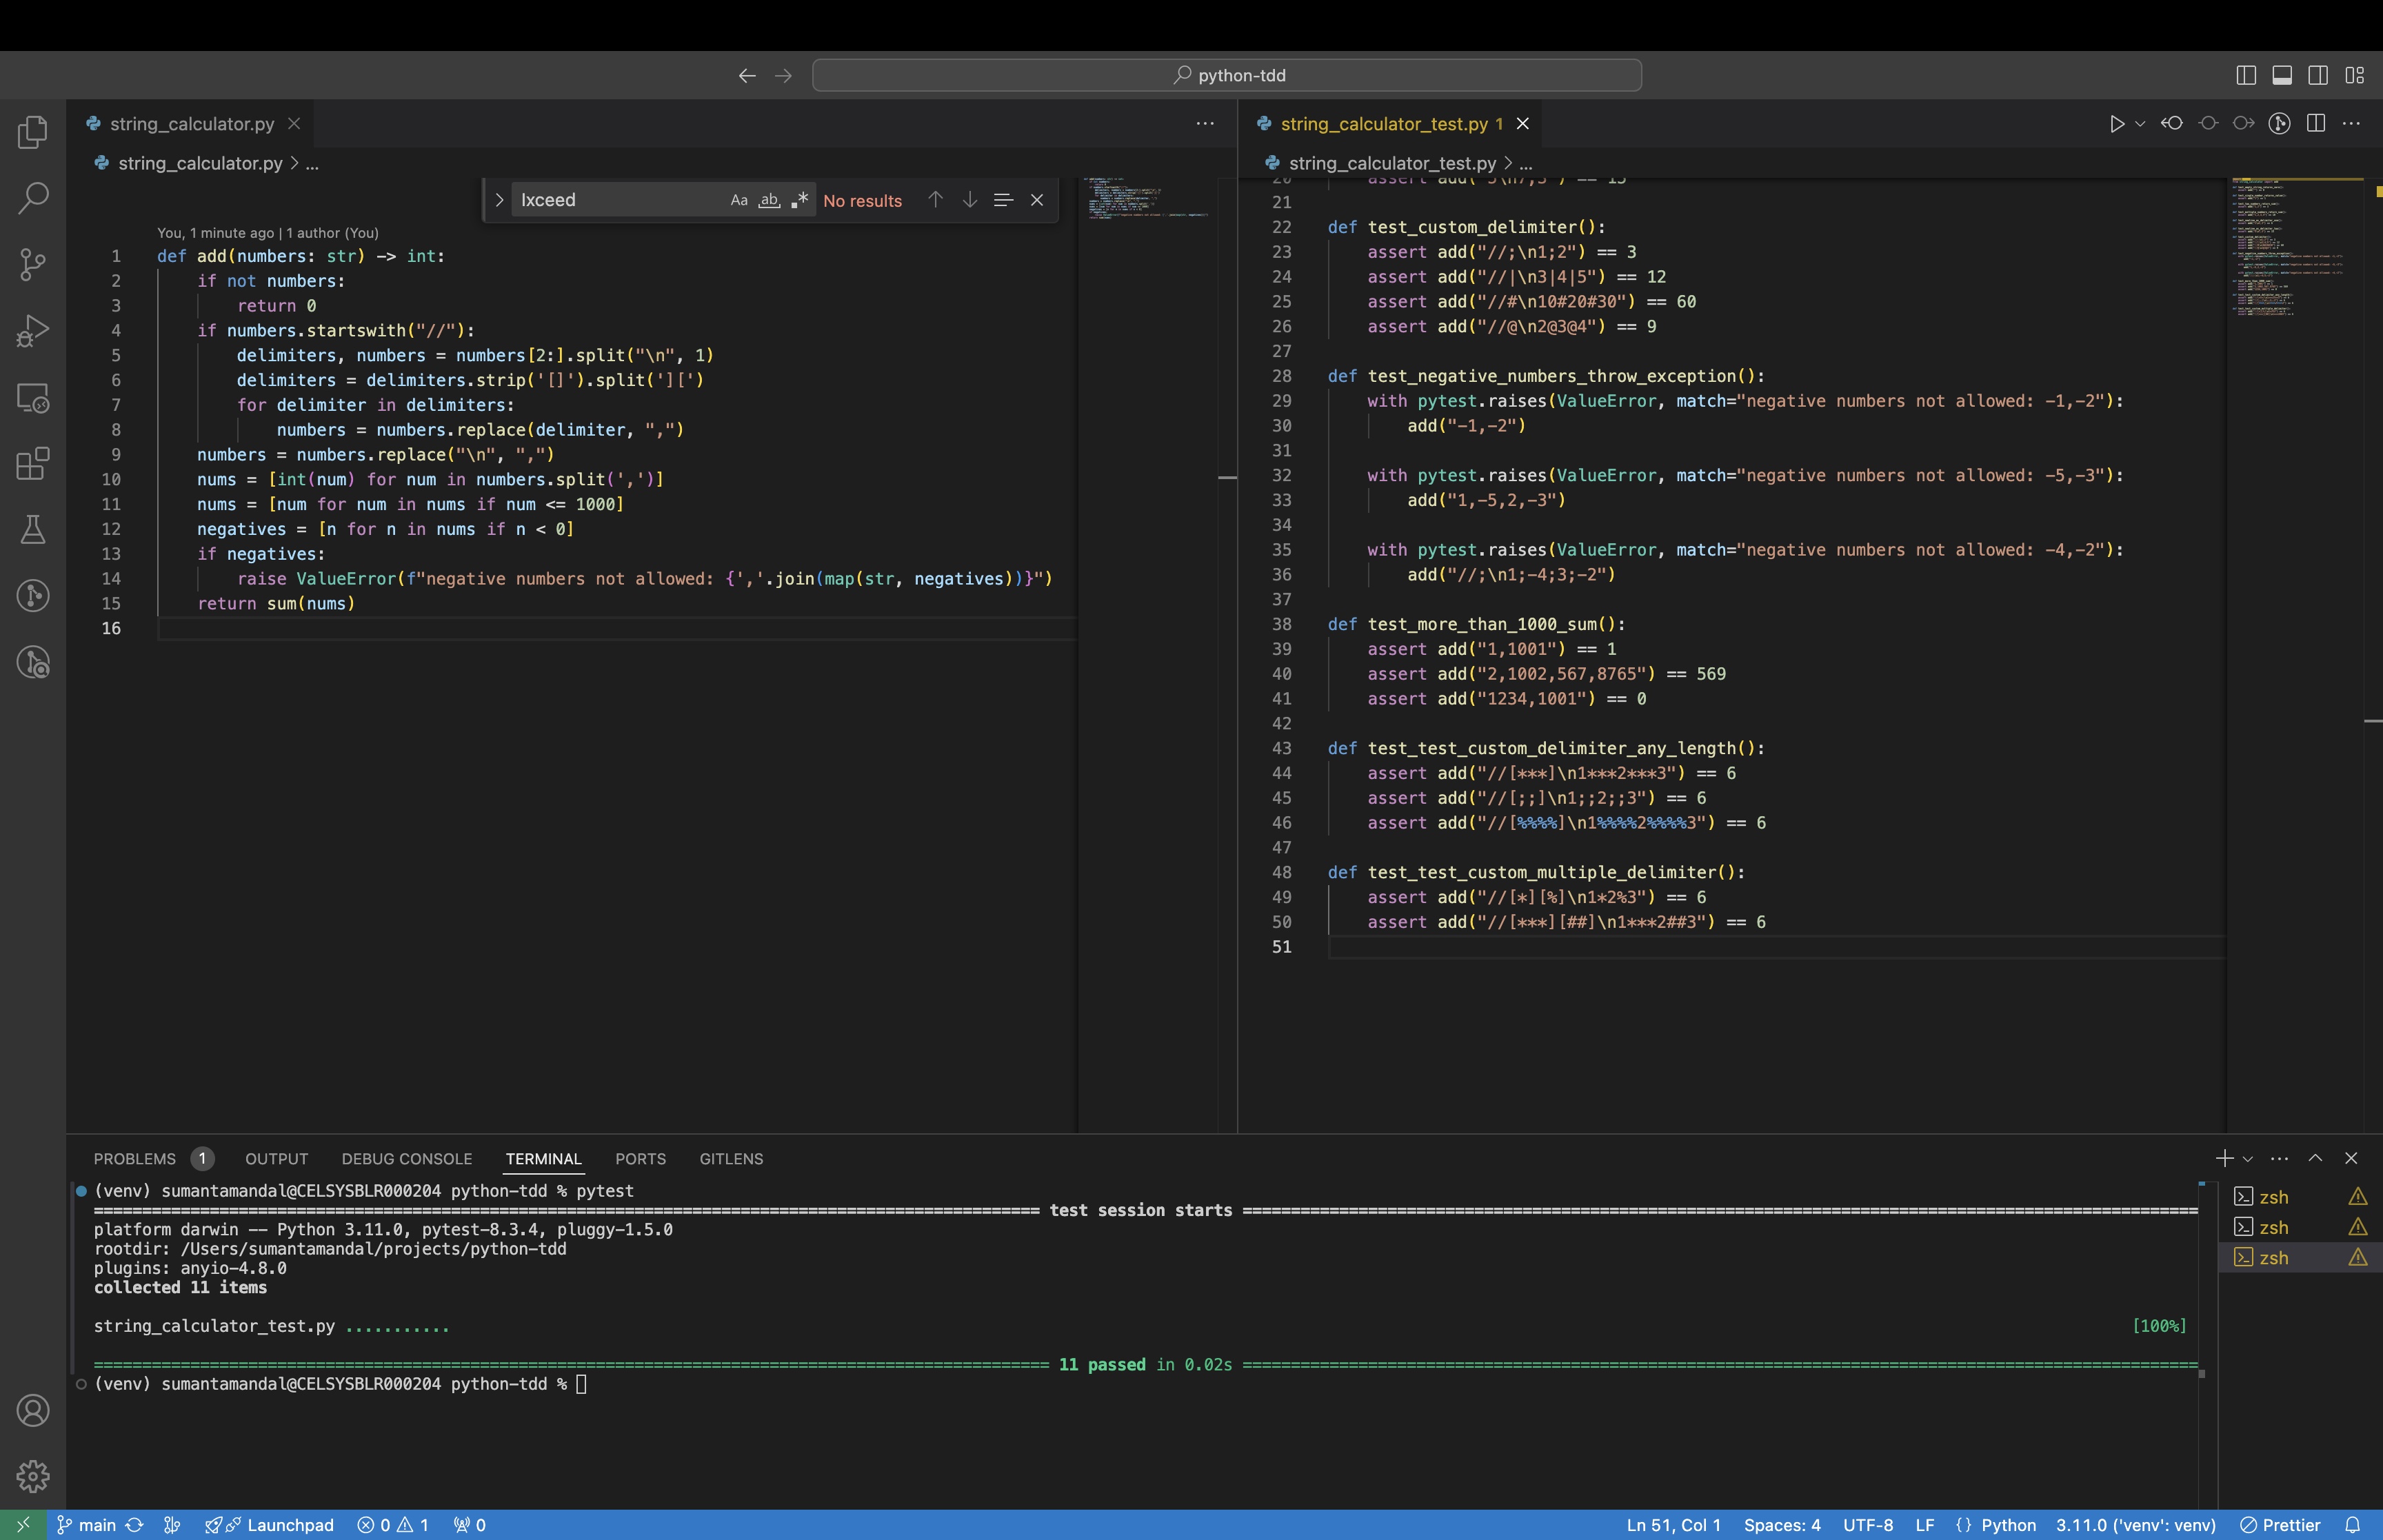 python-tdd
string_calculator.py
string_calculator.py > ...
lxceed Aa ab .* No results
You, 1 minute ago | 1 author (You)
1 def add(numbers: str) -> int:
2     if not numbers:
3         return 0
4     if numbers.startswith("//"):
5         delimiters, numbers = numbers[2:].split("\n", 1)
6         delimiters = delimiters.strip('[]').split('][')
7         for delimiter in delimiters:
8             numbers = numbers.replace(delimiter, ",")
9     numbers = numbers.replace("\n", ",")
10     nums = [int(num) for num in numbers.split(',')]
11     nums = [num for num in nums if num <= 1000]
12     negatives = [n for n in nums if n < 0]
13     if negatives:
14         raise ValueError(f"negative numbers not allowed: {','.join(map(str, negatives))}")
15     return sum(nums)
16
string_calculator_test.py 1
string_calculator_test.py > ...
20     assert add("5\n7,3") == 15
21
22 def test_custom_delimiter():
23     assert add("//;\n1;2") == 3
24     assert add("//|\n3|4|5") == 12
25     assert add("//#\n10#20#30") == 60
26     assert add("//@\n2@3@4") == 9
27
28 def test_negative_numbers_throw_exception():
29     with pytest.raises(ValueError, match="negative numbers not allowed: -1,-2"):
30         add("-1,-2")
31
32     with pytest.raises(ValueError, match="negative numbers not allowed: -5,-3"):
33         add("1,-5,2,-3")
34
35     with pytest.raises(ValueError, match="negative numbers not allowed: -4,-2"):
36         add("//;\n1;-4;3;-2")
37
38 def test_more_than_1000_sum():
39     assert add("1,1001") == 1
40     assert add("2,1002,567,8765") == 569
41     assert add("1234,1001") == 0
42
43 def test_test_custom_delimiter_any_length():
44     assert add("//[***]\n1***2***3") == 6
45     assert add("//[;;]\n1;;2;;3") == 6
46     assert add("//[%%%%]\n1%%%%2%%%%3") == 6
47
48 def test_test_custom_multiple_delimiter():
49     assert add("//[*][%]\n1*2%3") == 6
50     assert add("//[***][##]\n1***2##3") == 6
51
PROBLEMS 1 OUTPUT DEBUG CONSOLE TERMINAL PORTS GITLENS
(venv) sumantamandal@CELSYSBLR000204 python-tdd % pytest
test session starts
platform darwin -- Python 3.11.0, pytest-8.3.4, pluggy-1.5.0
rootdir: /Users/sumantamandal/projects/python-tdd
plugins: anyio-4.8.0
collected 11 items
string_calculator_test.py ........... [100%]
11 passed in 0.02s
(venv) sumantamandal@CELSYSBLR000204 python-tdd %
zsh
zsh
zsh
main Launchpad 0 1 0 Ln 51, Col 1 Spaces: 4 UTF-8 LF {} Python 3.11.0 ('venv': venv) Prettier